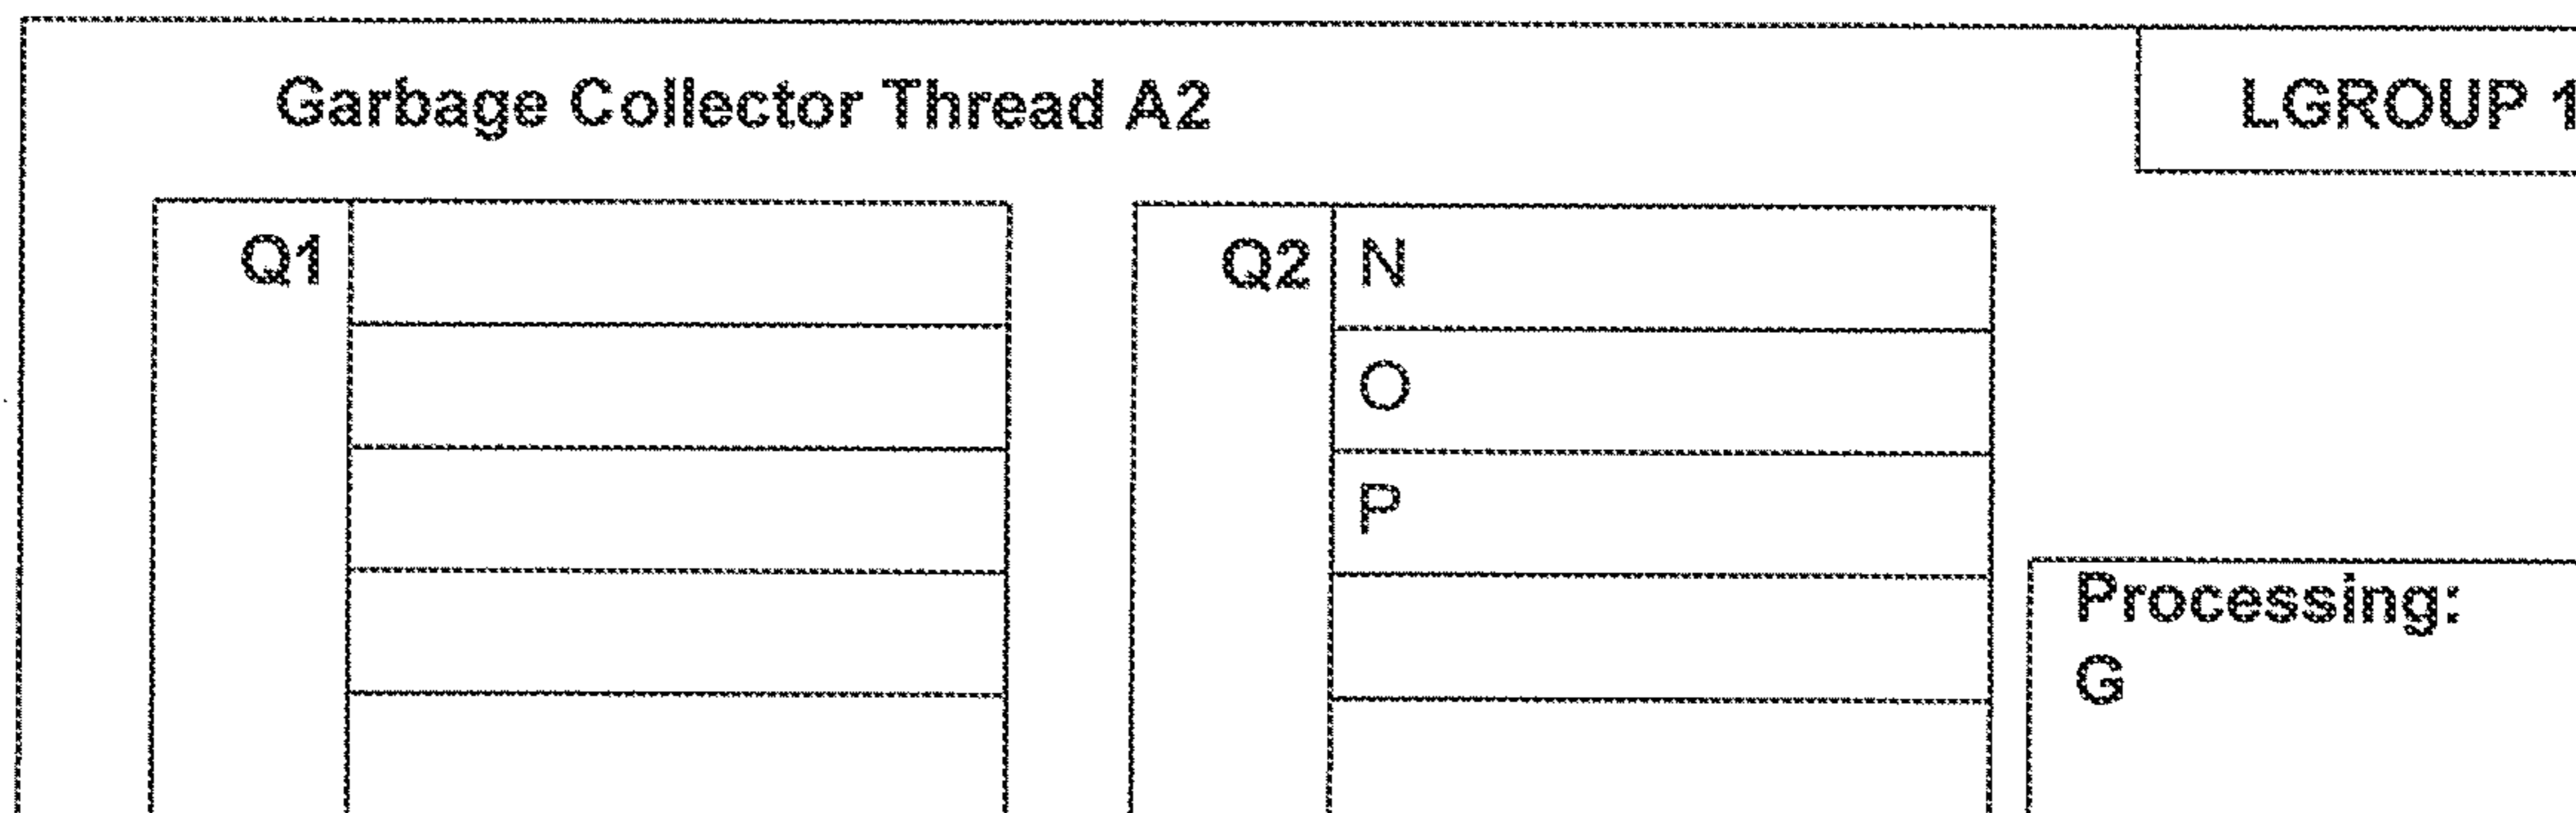 Garbage Collector Thread A2
LGROUP 1
Q1
Q2
N
O
P
Processing:
G